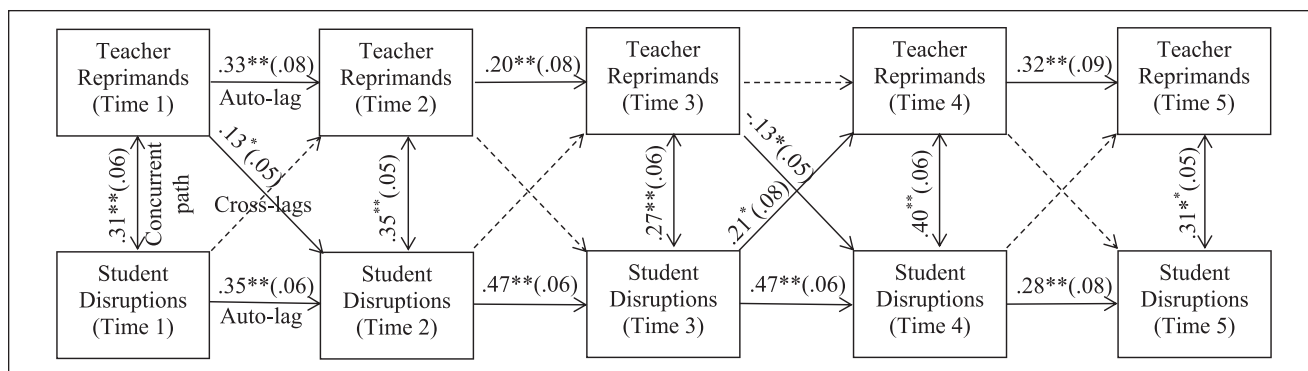 Teacher
Reprimands
(Time 1)
.33**(.08)
Auto-lag
Teacher
Reprimands
(Time 2)
.20**(.08)
Teacher
Reprimands
(Time 3)
Teacher
Reprimands
(Time 4)
.32**(.09)
Teacher
Reprimands
(Time 5)
.31**(.06)
Concurrent
path
.13*(.05)
Cross-lags
.35**(.05)
.27**(.06)
-.13*(.05)
.21*(.08)
.40**(.06)
.31**(.05)
Student
Disruptions
(Time 1)
.35**(.06)
Auto-lag
Student
Disruptions
(Time 2)
.47**(.06)
Student
Disruptions
(Time 3)
.47**(.06)
Student
Disruptions
(Time 4)
.28**(.08)
Student
Disruptions
(Time 5)